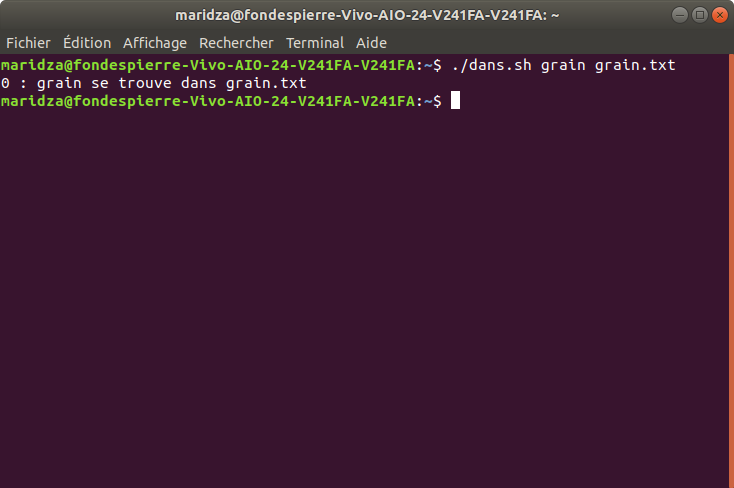 maridza@fondespierre-Vivo-AIO-24-V241FA-V241FA: ~
Fichier Édition Affichage Rechercher Terminal Aide
maridza@fondespierre-Vivo-AIO-24-V241FA-V241FA:~$ ./dans.sh grain grain.txt
0 : grain se trouve dans grain.txt
maridza@fondespierre-Vivo-AIO-24-V241FA-V241FA:~$